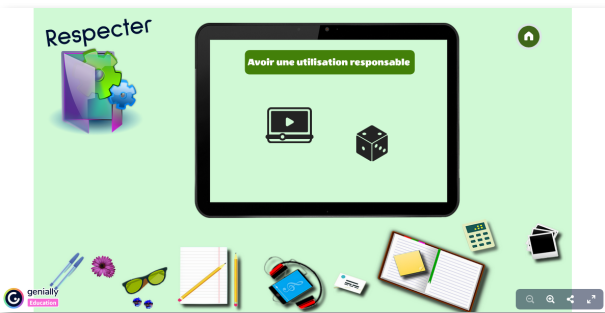 Respecter
Avoir une utilisation responsable
genially
Education